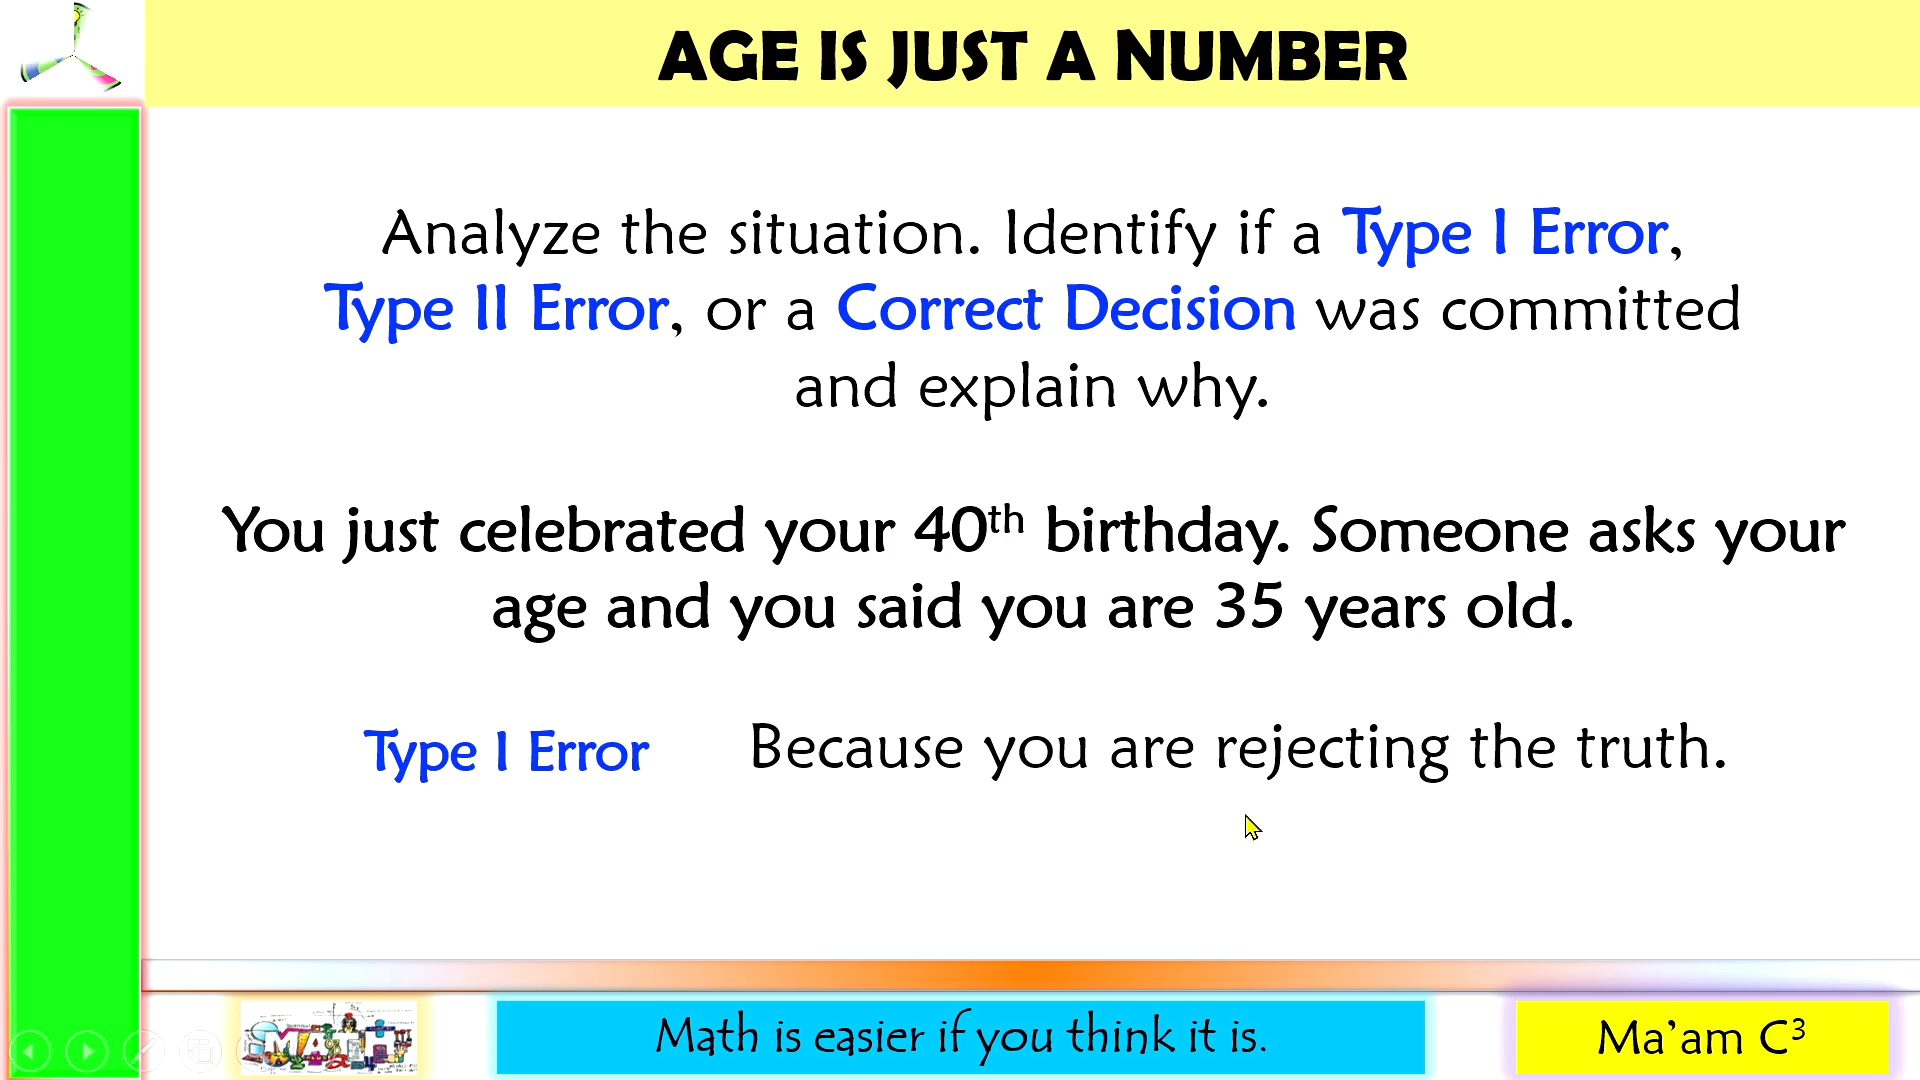 AGE IS JUST A NUMBER
Analyze the situation. Identify if a Type I Error,
Type II Error, or a Correct Decision was committed
and explain why.
You just celebrated your 40th birthday. Someone asks your
age and you said you are 35 years old.
Type I Error
Because you are rejecting the truth.
MATH
Math is easier if you think it is.
Ma’am C³